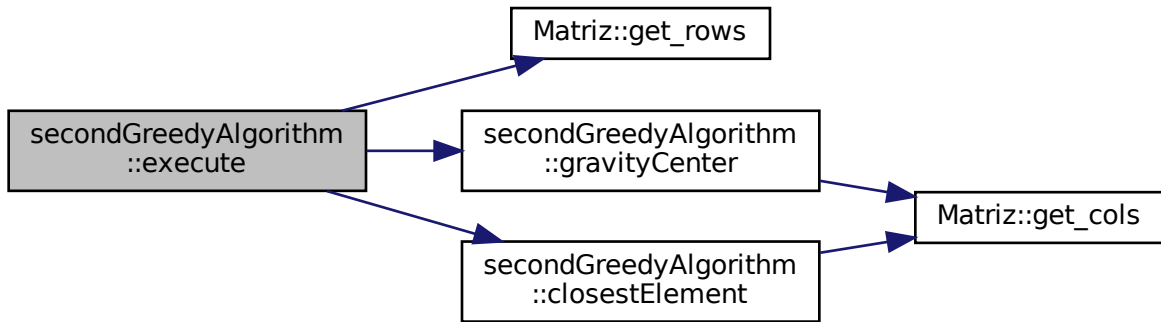 Matriz::get_rows
secondGreedyAlgorithm
::execute
secondGreedyAlgorithm
::gravityCenter
Matriz::get_cols
secondGreedyAlgorithm
::closestElement